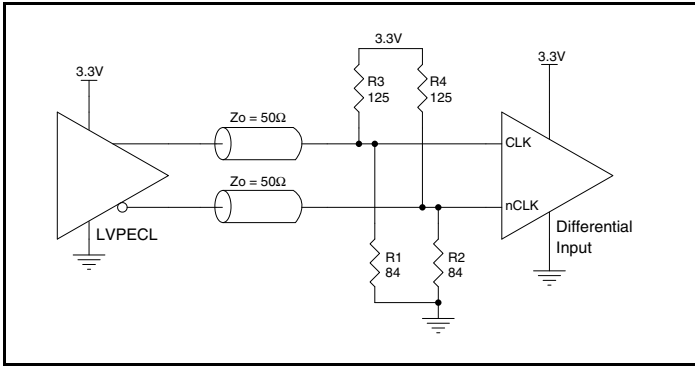 3.3V
3.3V
3.3V
R3
125
R4
125
Zo = 50Ω
CLK
Zo = 50Ω
nCLK
LVPECL
Differential
Input
R1
84
R2
84